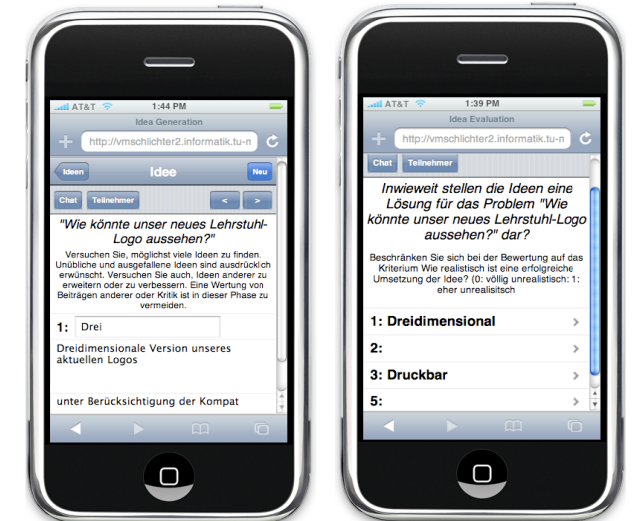 AT&T 1:44 PM
Idea Generation
http://vmschlichter2.informatik.tu-n
Ideen Idee Neu
Chat Teilnehmer < >
"Wie könnte unser neues Lehrstuhl-
Logo aussehen?"
Versuchen Sie, möglichst viele Ideen zu finden.
Unübliche und ausgefallene Ideen sind ausdrücklich
erwünscht. Versuchen Sie auch, Ideen anderer zu
erweitern oder zu verbessern. Eine Wertung von
Beiträgen anderer oder Kritik ist in dieser Phase zu
vermeiden.
1: Drei
Dreidimensionale Version unseres
aktuellen Logos
unter Berücksichtigung der Kompat
AT&T 1:39 PM
Idea Evaluation
http://vmschlichter2.informatik.tu-n
Chat Teilnehmer
Inwieweit stellen die Ideen eine
Lösung für das Problem "Wie
könnte unser neues Lehrstuhl-Logo
aussehen?" dar?
Beschränken Sie sich bei der Bewertung auf das
Kriterium Wie realistisch ist eine erfolgreiche
Umsetzung der Idee? (0: völlig unrealistisch: 1:
eher unrealisitsch
1: Dreidimensional
2:
3: Druckbar
5: